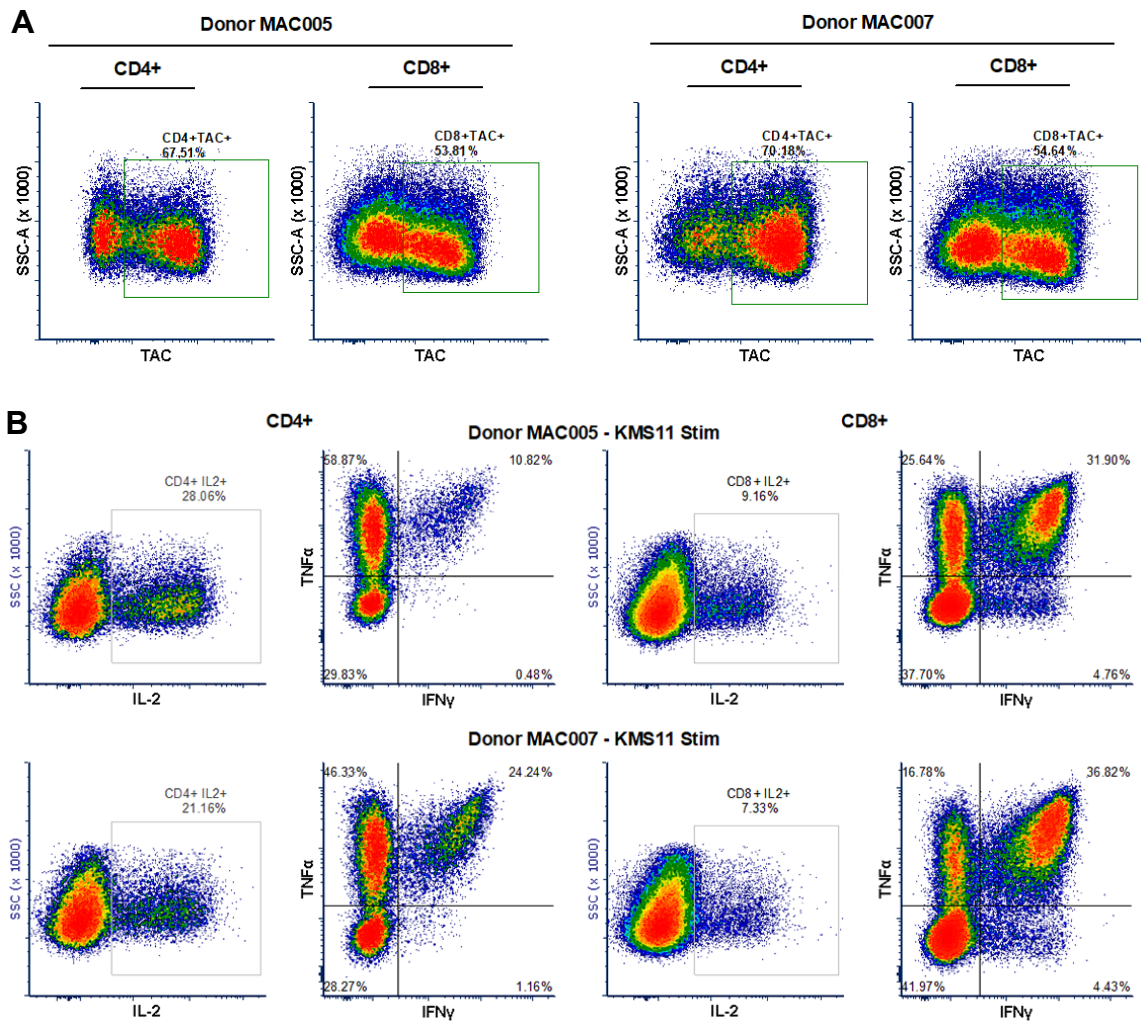 A
Donor MAC005
Donor MAC007
CD4+
CD8+
CD4+
CD8+
CD4+TAC+
67.51%
CD8+TAC+
53.81%
CD4+TAC+
70.18%
CD8+TAC+
54.64%
SSC-A (x 1000)
SSC-A (x 1000)
SSC-A (x 1000)
SSC-A (x 1000)
TAC
TAC
TAC
TAC
B
CD4+
CD8+
Donor MAC005 - KMS11 Stim
CD4+ IL2+
28.06%
SSC (x 1000)
IL-2
58.87%
10.82%
TNFα
29.83%
0.48%
IFNγ
CD8+ IL2+
9.16%
SSC (x 1000)
IL-2
25.64%
31.90%
TNFα
37.70%
4.76%
IFNγ
Donor MAC007 - KMS11 Stim
CD4+ IL2+
21.16%
SSC (x 1000)
IL-2
46.33%
24.24%
TNFα
28.27%
1.16%
IFNγ
CD8+ IL2+
7.33%
SSC (x 1000)
IL-2
16.78%
36.82%
TNFα
41.97%
4.43%
IFNγ